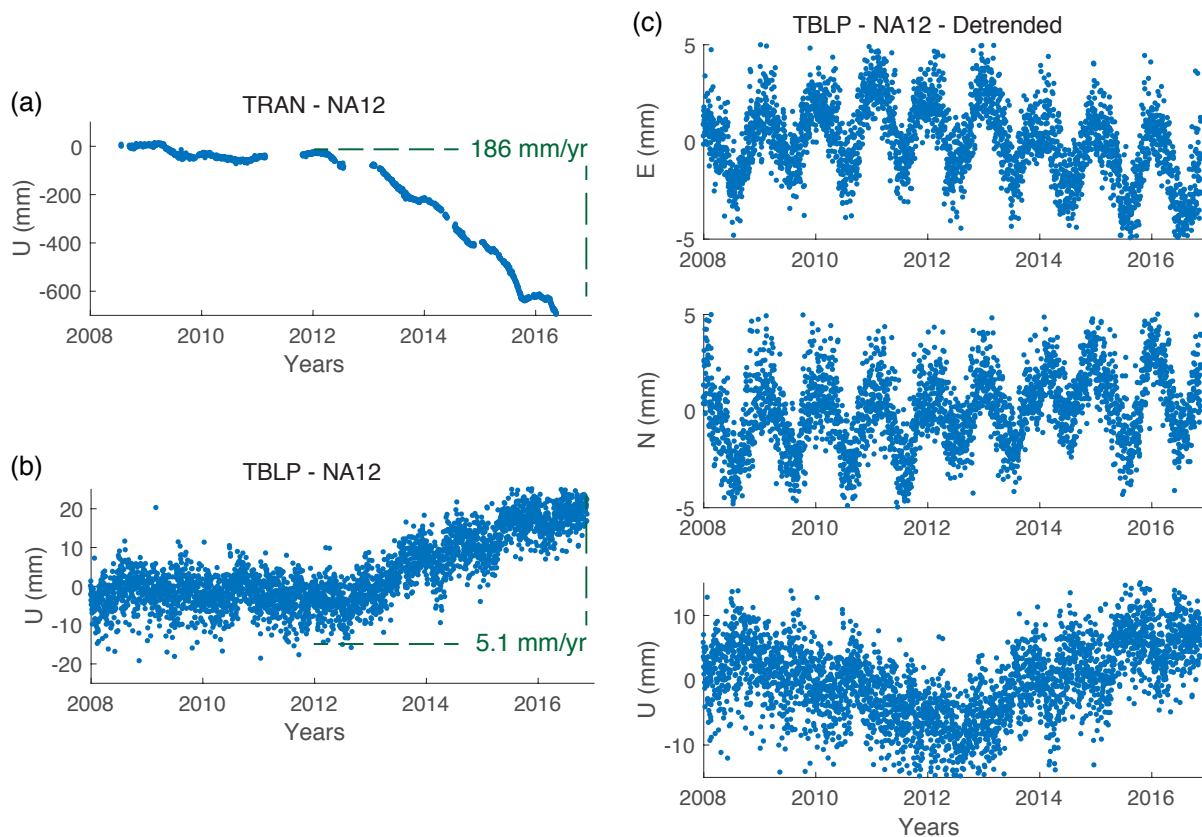 (a)
TRAN - NA12
186 mm/yr
0
-200
-400
-600
U (mm)
2008 2010 2012 2014 2016
Years
(b)
TBLP - NA12
20
10
0
-10
-20
U (mm)
5.1 mm/yr
2008 2010 2012 2014 2016
Years
(c)
TBLP - NA12 - Detrended
5
0
-5
E (mm)
2008 2010 2012 2014 2016
5
0
-5
N (mm)
2008 2010 2012 2014 2016
10
0
-10
U (mm)
2008 2010 2012 2014 2016
Years